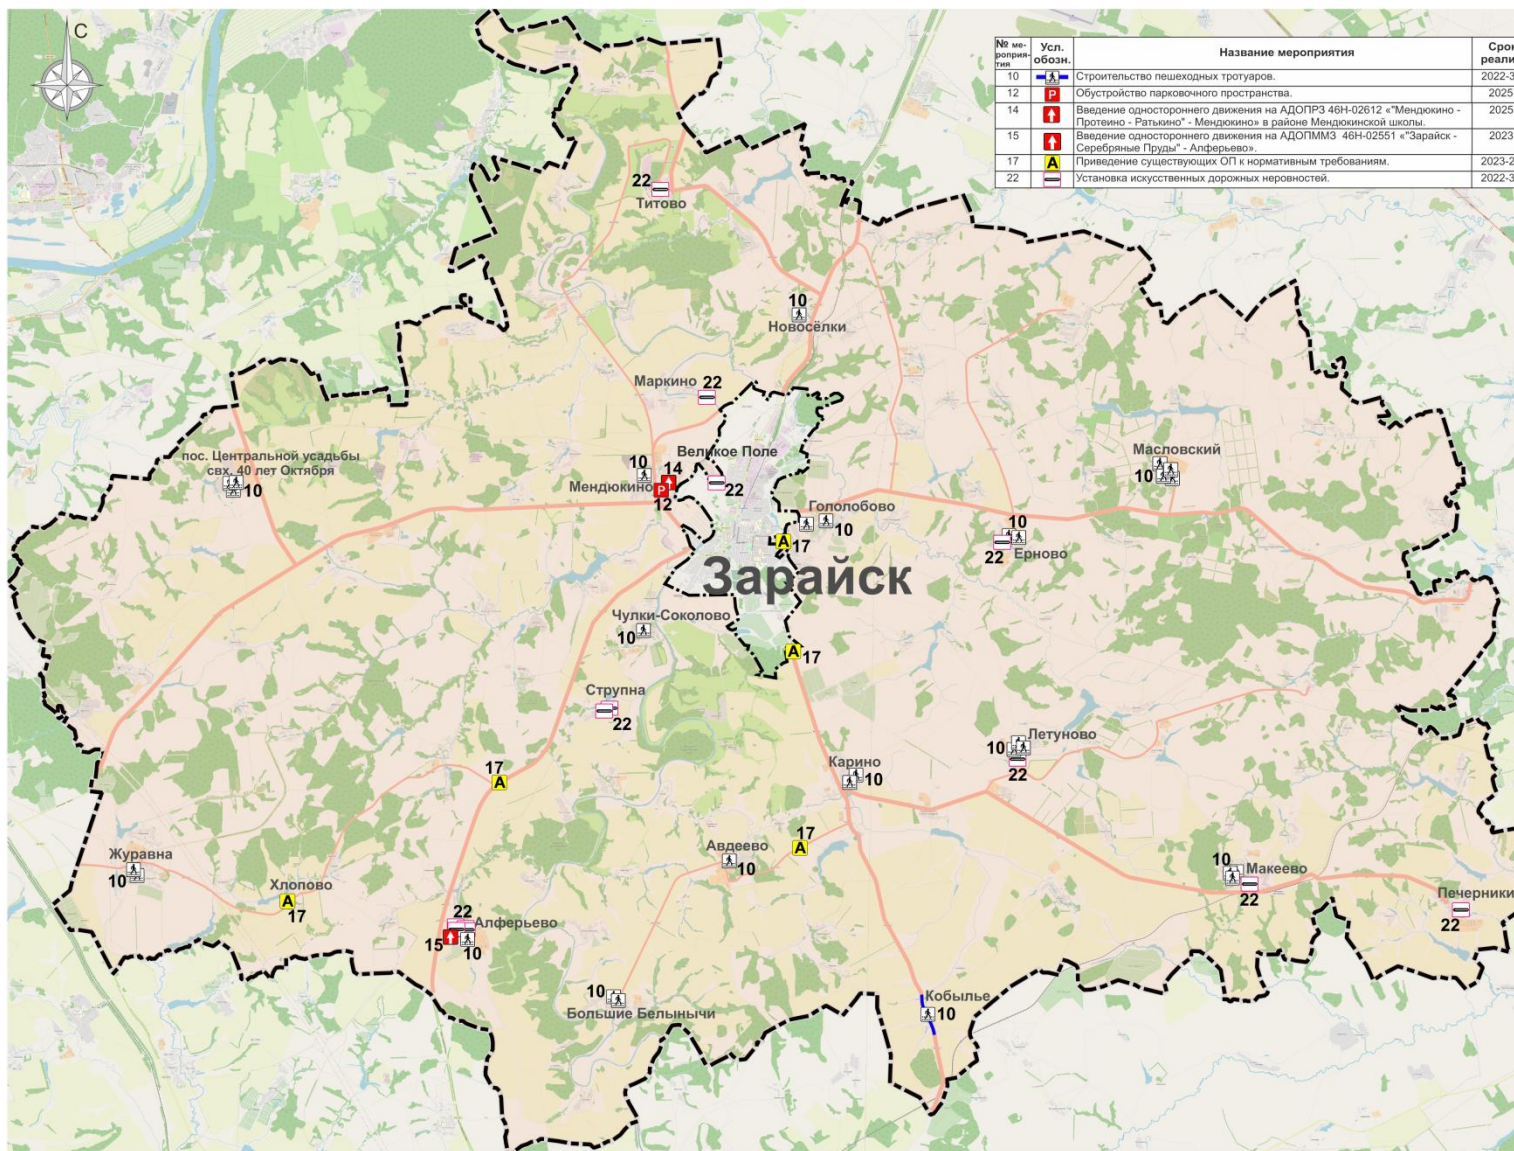 С
№ ме-
роприя-
тия
Усл.
обозн.
Название мероприятия
Срок
реали
10
Строительство пешеходных тротуаров.
2022-3
12
P
Обустройство парковочного пространства.
2025
14
Введение одностороннего движения на АДОПРЗ 46Н-02612 «"Мендюкино -
Протеино - Ратькино" - Мендюкино» в районе Мендюкинской школы.
2025
15
Введение одностороннего движения на АДОПММЗ 46Н-02551 «"Зарайск -
Серебряные Пруды" - Алферьево».
2023
17
А
Приведение существующих ОП к нормативным требованиям.
2023-2
22
Установка искусственных дорожных неровностей.
2022-3
22
Титово
10
Новосёлки
Маркино
22
пос. Центральной усадьбы
свх. 40 лет Октября
10
Великое Поле
22
10
14
Мендюкино
P
12
Масловский
10
Гололобово
10
А
17
10
22
Ерново
Зарайск
Чулки-Соколово
10
А
17
Струпна
22
Летуново
10
22
Карино
10
17
А
17
А
Авдеево
10
Журавна
10
Хлопово
А
17
22
Алферьево
15
10
10
Макеево
22
Печерники
22
10
Большие Белынычи
Кобылье
10